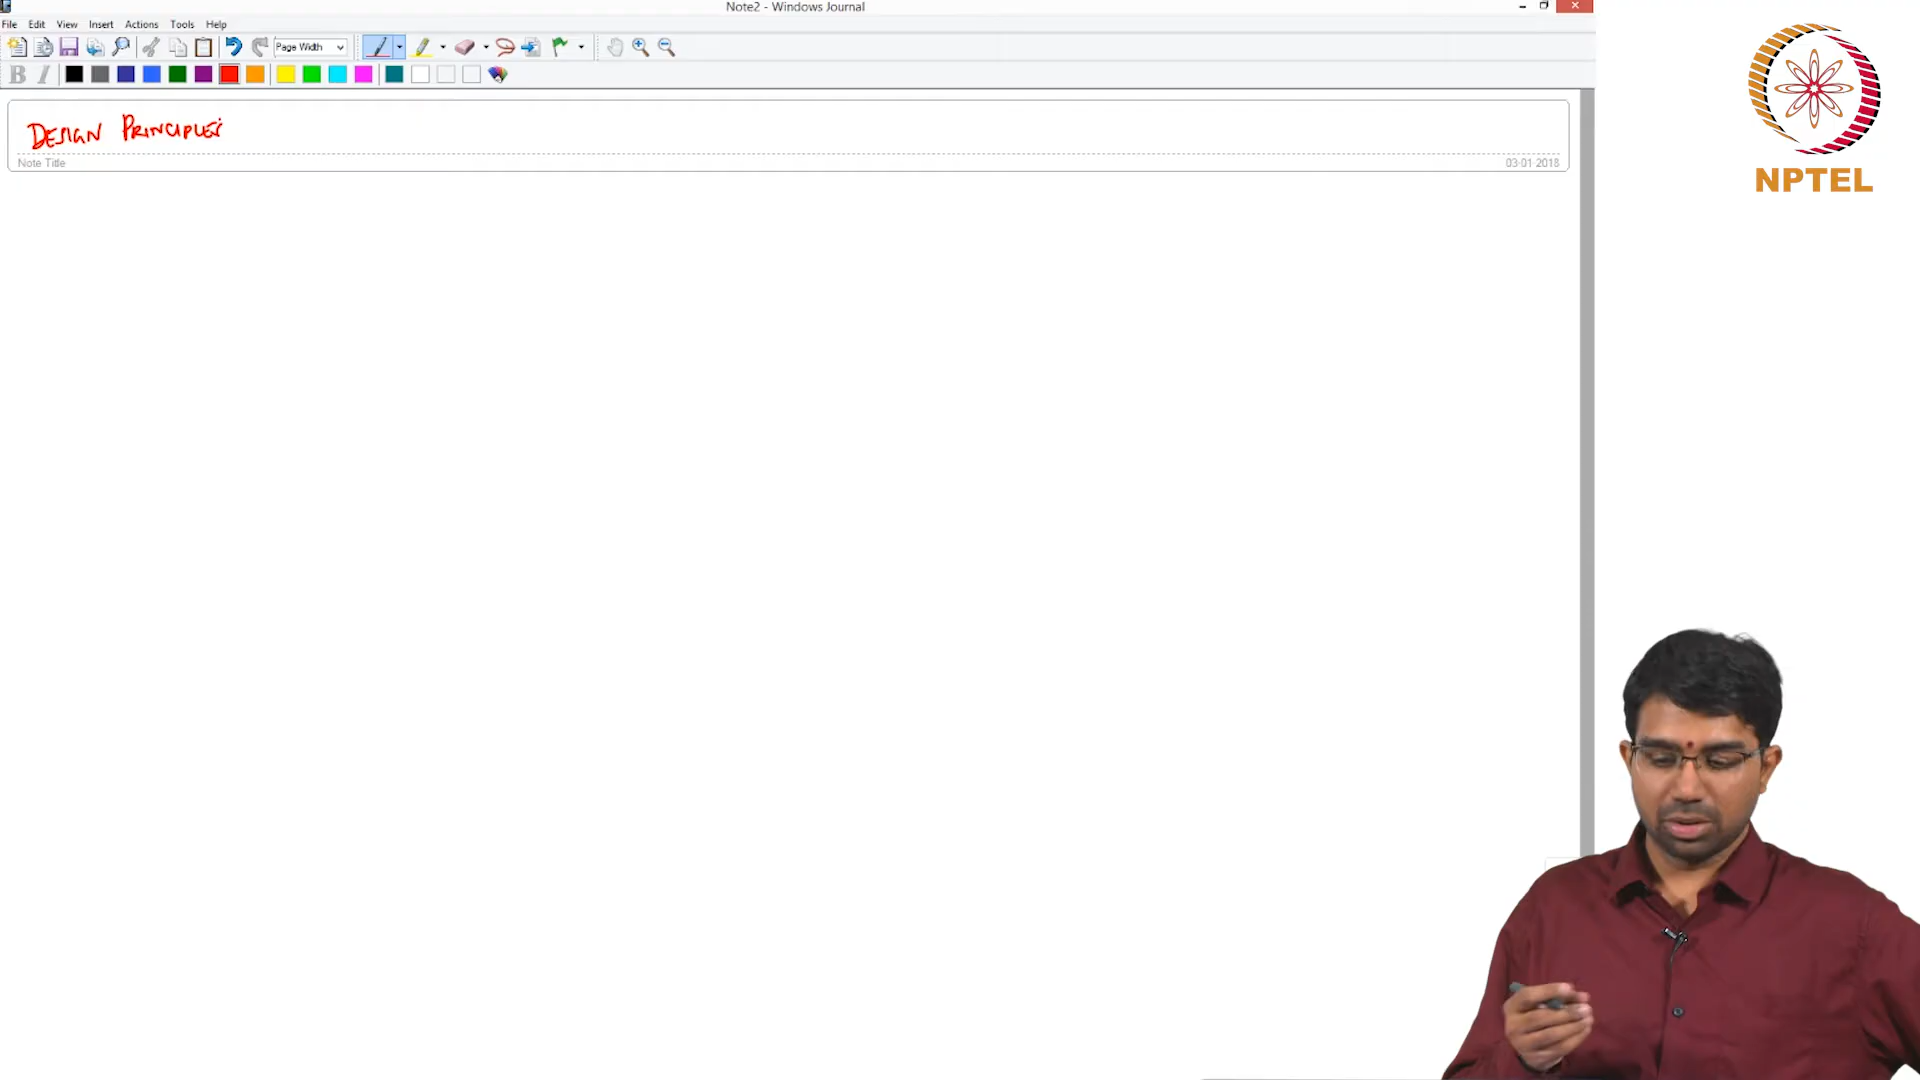 Note2 - Windows Journal
File Edit View Insert Actions Tools Help
Page Width
B I
DESIGN PRINCIPLES
Note Title
03-01-2018
NPTEL